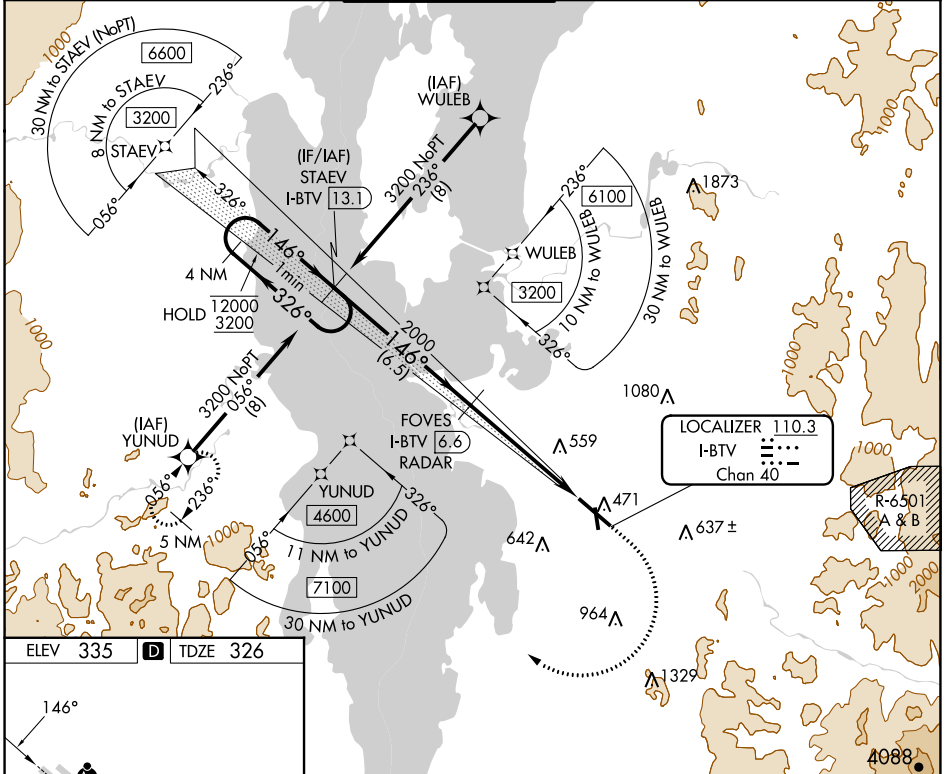 1000
30 NM to STAEV (NoPT)
6600
236°
8 NM to STAEV
3200
STAEV
056°
(IAF)
WULEB
3200 NoPT
236°
(8)
(IF/IAF)
STAEV
I-BTV 13.1
326°
146°
1min
326°
4 NM
HOLD 12000
3200
2000
146°
(6.5)
236°
6100
WULEB
3200
10 NM to WULEB
30 NM to WULEB
326°
1873
1000
1000
1000
1000
3200 NoPT
056°
(8)
(IAF)
YUNUD
056°
236°
5 NM
1000
FOVES
I-BTV 6.6
RADAR
1080
559
LOCALIZER 110.3
I-BTV
Chan 40
1000
R-6501
A & B
1000
2000
YUNUD
4600
326°
056°
11 NM to YUNUD
7100
30 NM to YUNUD
471
637 ±
642
964
1329
4088
ELEV 335
D
TDZE 326
146°